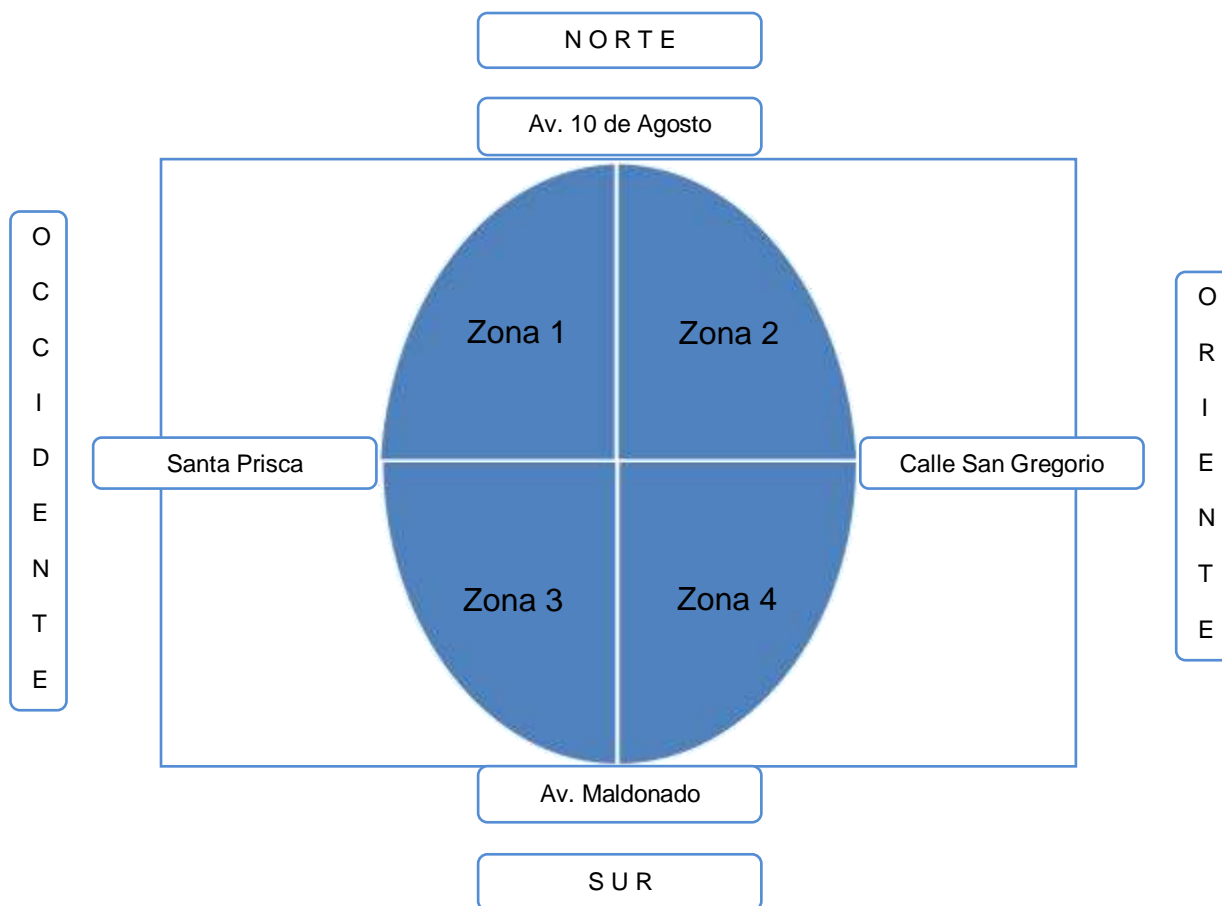 N O R T E
Av. 10 de Agosto
O
C
C
I
D
E
N
T
E
Zona 1
Zona 2
Santa Prisca
Calle San Gregorio
Zona 3
Zona 4
O
R
I
E
N
T
E
Av. Maldonado
S U R